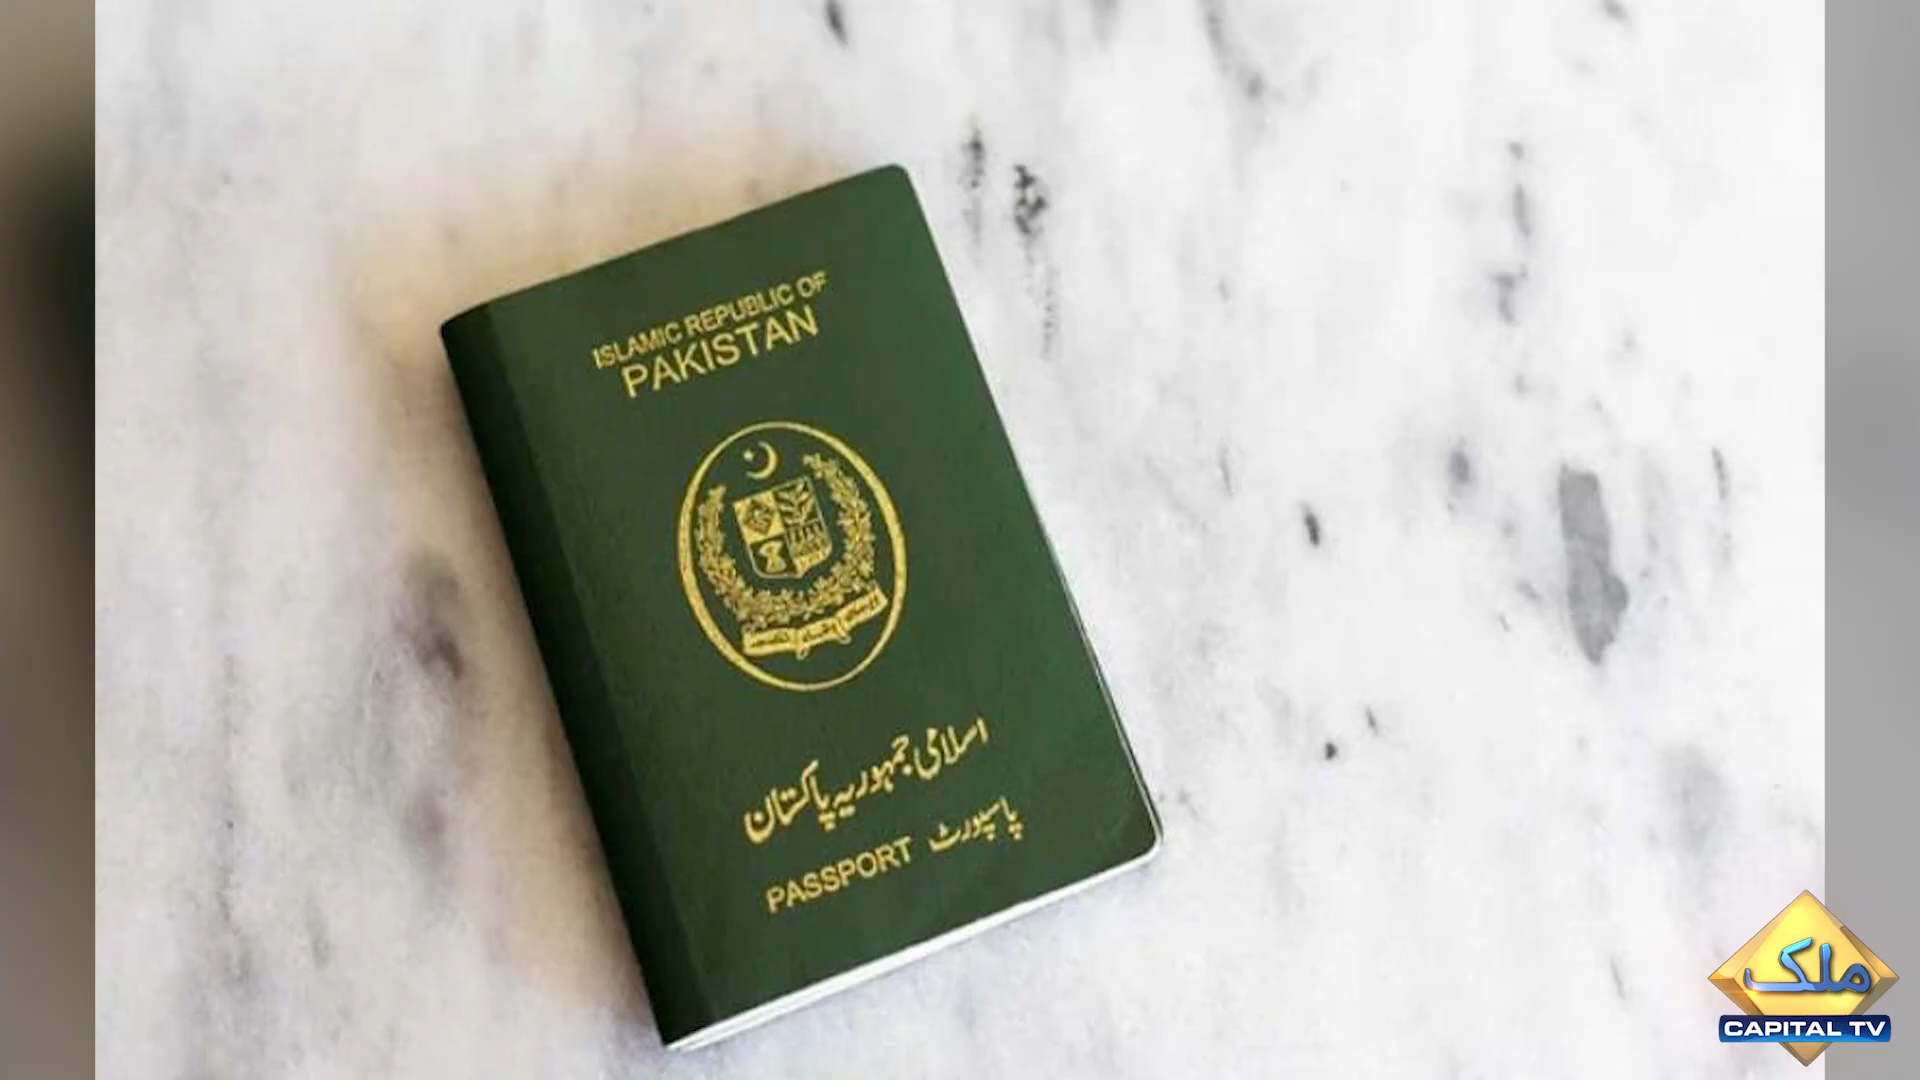 ISLAMIC REPUBLIC OF
PAKISTAN
اسلامی جمہوریہ پاکستان
PASSPORT پاسپورٹ
ملک
CAPITAL TV